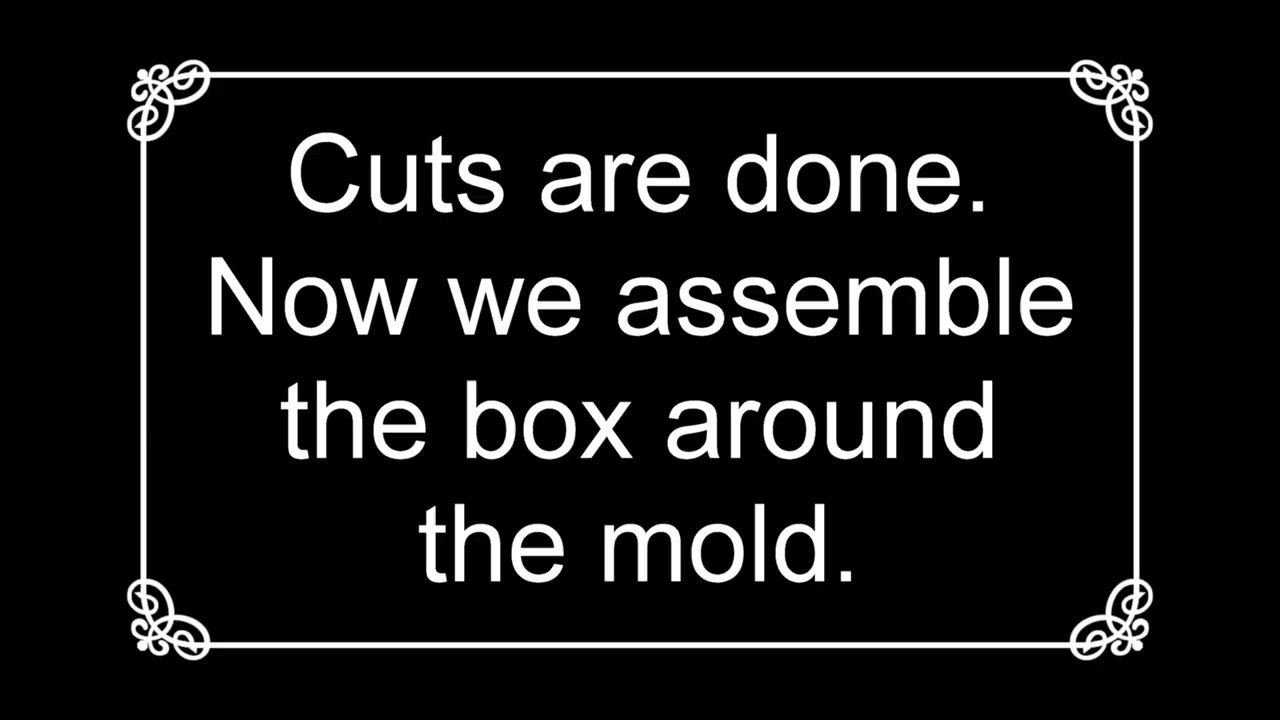 Cuts are done.
Now we assemble
the box around
the mold.